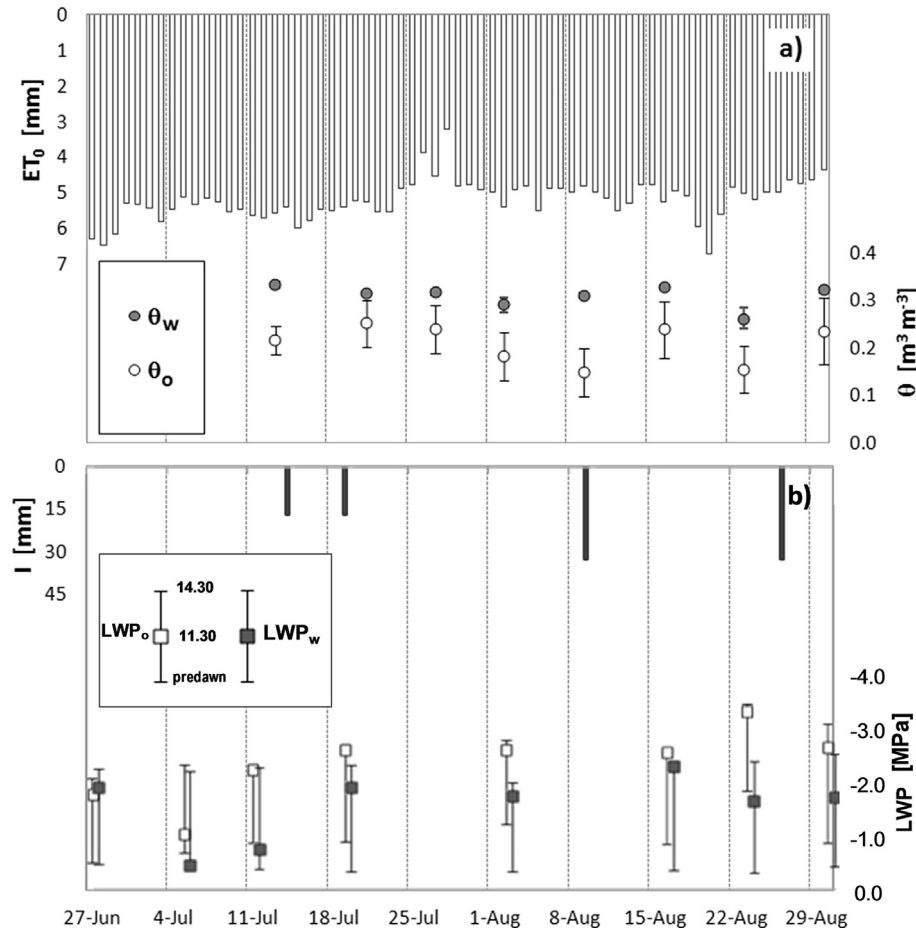 0
1
2
3
4
5
6
7
ET0 [mm]
a)
θw
θo
0.4
0.3
0.2
0.1
0.0
θ [m³ m⁻³]
0
15
30
45
I [mm]
b)
14.30
LWPo 11.30 LWPw
predawn
-4.0
-3.0
-2.0
-1.0
0.0
LWP [MPa]
27-Jun 4-Jul 11-Jul 18-Jul 25-Jul 1-Aug 8-Aug 15-Aug 22-Aug 29-Aug